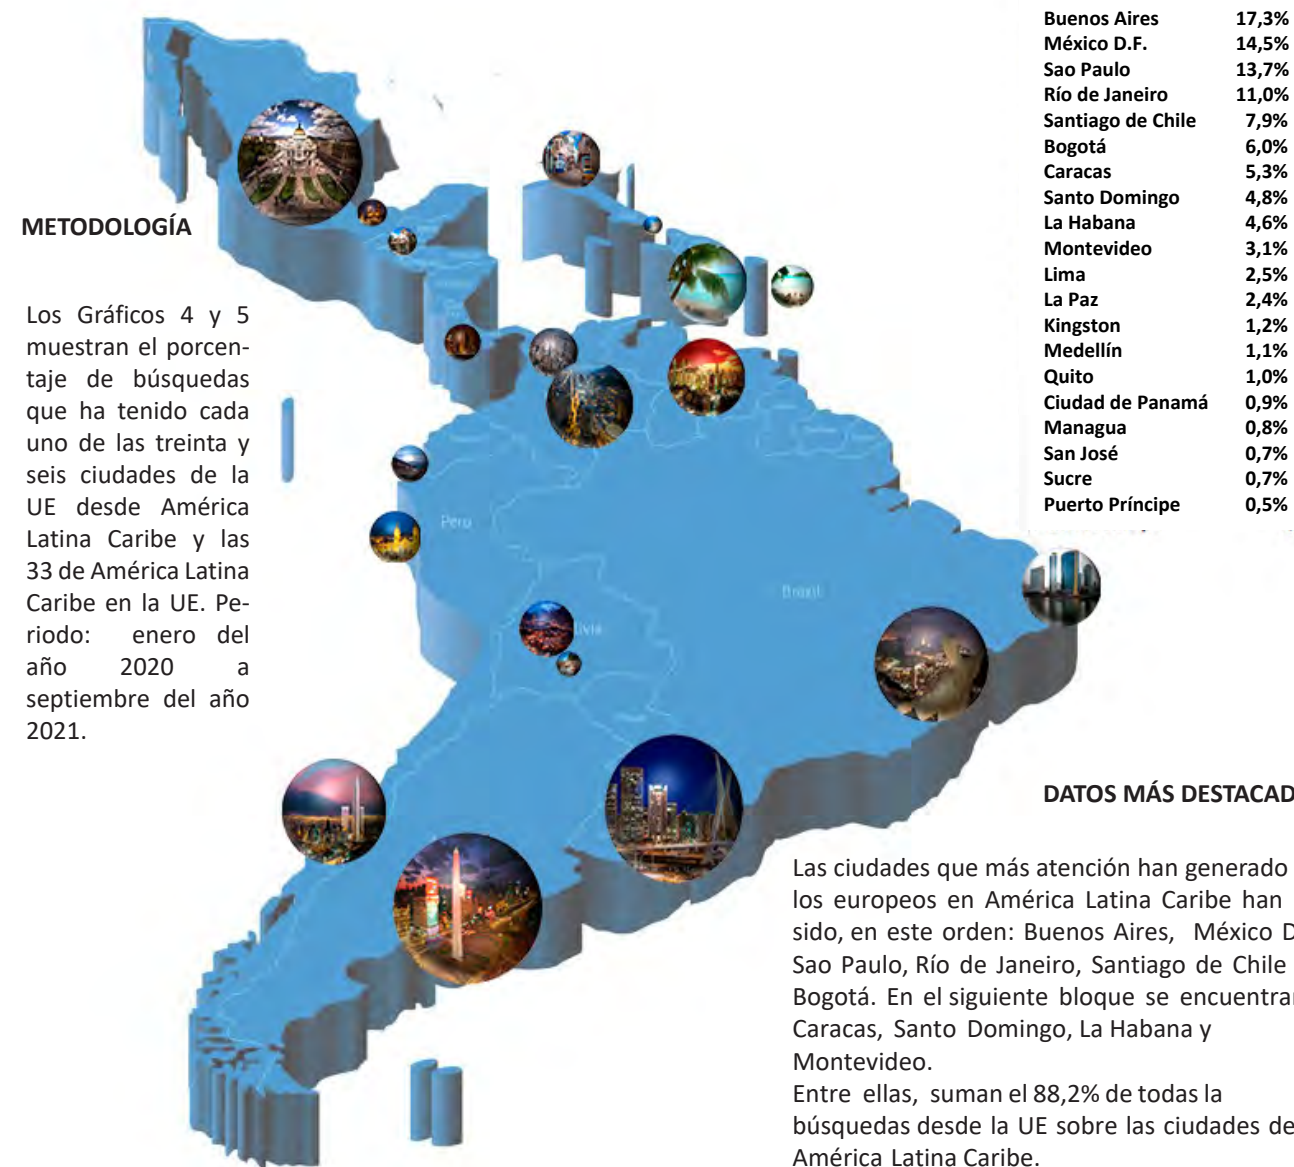 Buenos Aires 17,3%
México D.F. 14,5%
Sao Paulo 13,7%
Río de Janeiro 11,0%
Santiago de Chile 7,9%
Bogotá 6,0%
Caracas 5,3%
Santo Domingo 4,8%
La Habana 4,6%
Montevideo 3,1%
Lima 2,5%
La Paz 2,4%
Kingston 1,2%
Medellín 1,1%
Quito 1,0%
Ciudad de Panamá 0,9%
Managua 0,8%
San José 0,7%
Sucre 0,7%
Puerto Príncipe 0,5%
METODOLOGÍA
Los Gráficos 4 y 5
muestran el porcen-
taje de búsquedas
que ha tenido cada
uno de las treinta y
seis ciudades de la
UE desde América
Latina Caribe y las
33 de América Latina
Caribe en la UE. Pe-
riodo: enero del
año 2020 a
septiembre del año
2021.
Peru
Brazil
livia
DATOS MÁS DESTACAD
Las ciudades que más atención han generado
los europeos en América Latina Caribe han
sido, en este orden: Buenos Aires, México D
Sao Paulo, Río de Janeiro, Santiago de Chile
Bogotá. En el siguiente bloque se encuentran
Caracas, Santo Domingo, La Habana y
Montevideo.
Entre ellas, suman el 88,2% de todas la
búsquedas desde la UE sobre las ciudades de
América Latina Caribe.